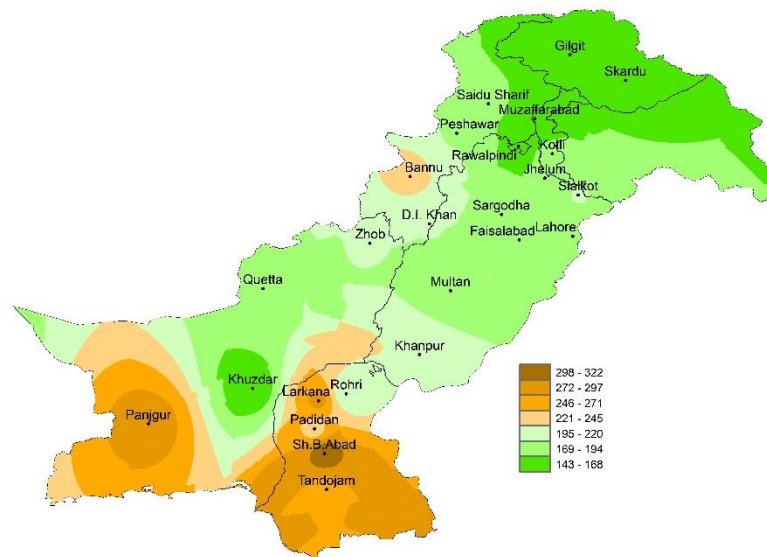 Gilgit
Skardu
Saidu Sharif
Muzaffarabad
Peshawar
Rawalpindi
Kotli
Jhelum
Bannu
Sialkot
Sargodha
D.I. Khan
Lahore
Faisalabad
Zhob
Quetta
Multan
Khanpur
Khuzdar
Rohri
Larkana
Panjgur
Padidan
Sh.B.Abad
Tandojam
298 - 322
272 - 297
246 - 271
221 - 245
195 - 220
169 - 194
143 - 168